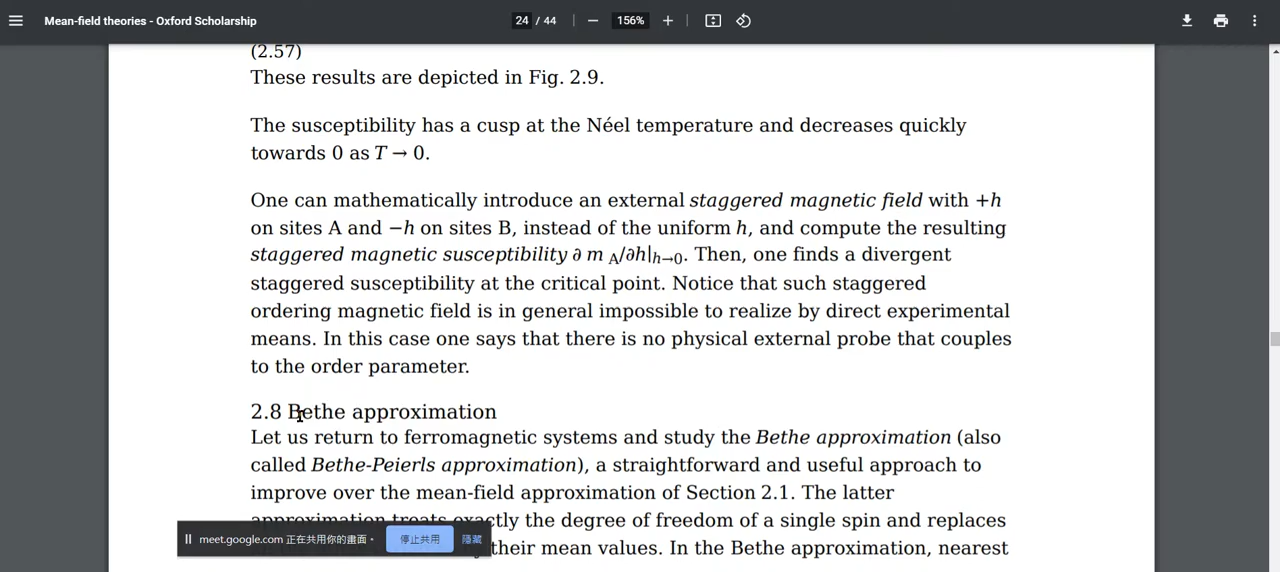 Mean-field theories - Oxford Scholarship
24 / 44
156%
(2.57)
These results are depicted in Fig. 2.9.
The susceptibility has a cusp at the Néel temperature and decreases quickly
towards 0 as T → 0.
One can mathematically introduce an external staggered magnetic field with +h
on sites A and −h on sites B, instead of the uniform h, and compute the resulting
staggered magnetic susceptibility ∂ m A/∂h|h→0. Then, one finds a divergent
staggered susceptibility at the critical point. Notice that such staggered
ordering magnetic field is in general impossible to realize by direct experimental
means. In this case one says that there is no physical external probe that couples
to the order parameter.
2.8 Bethe approximation
Let us return to ferromagnetic systems and study the Bethe approximation (also
called Bethe-Peierls approximation), a straightforward and useful approach to
improve over the mean-field approximation of Section 2.1. The latter
approximation treats exactly the degree of freedom of a single spin and replaces
their mean values. In the Bethe approximation, nearest
meet.google.com 正在共用你的畫面。
停止共用
隱藏